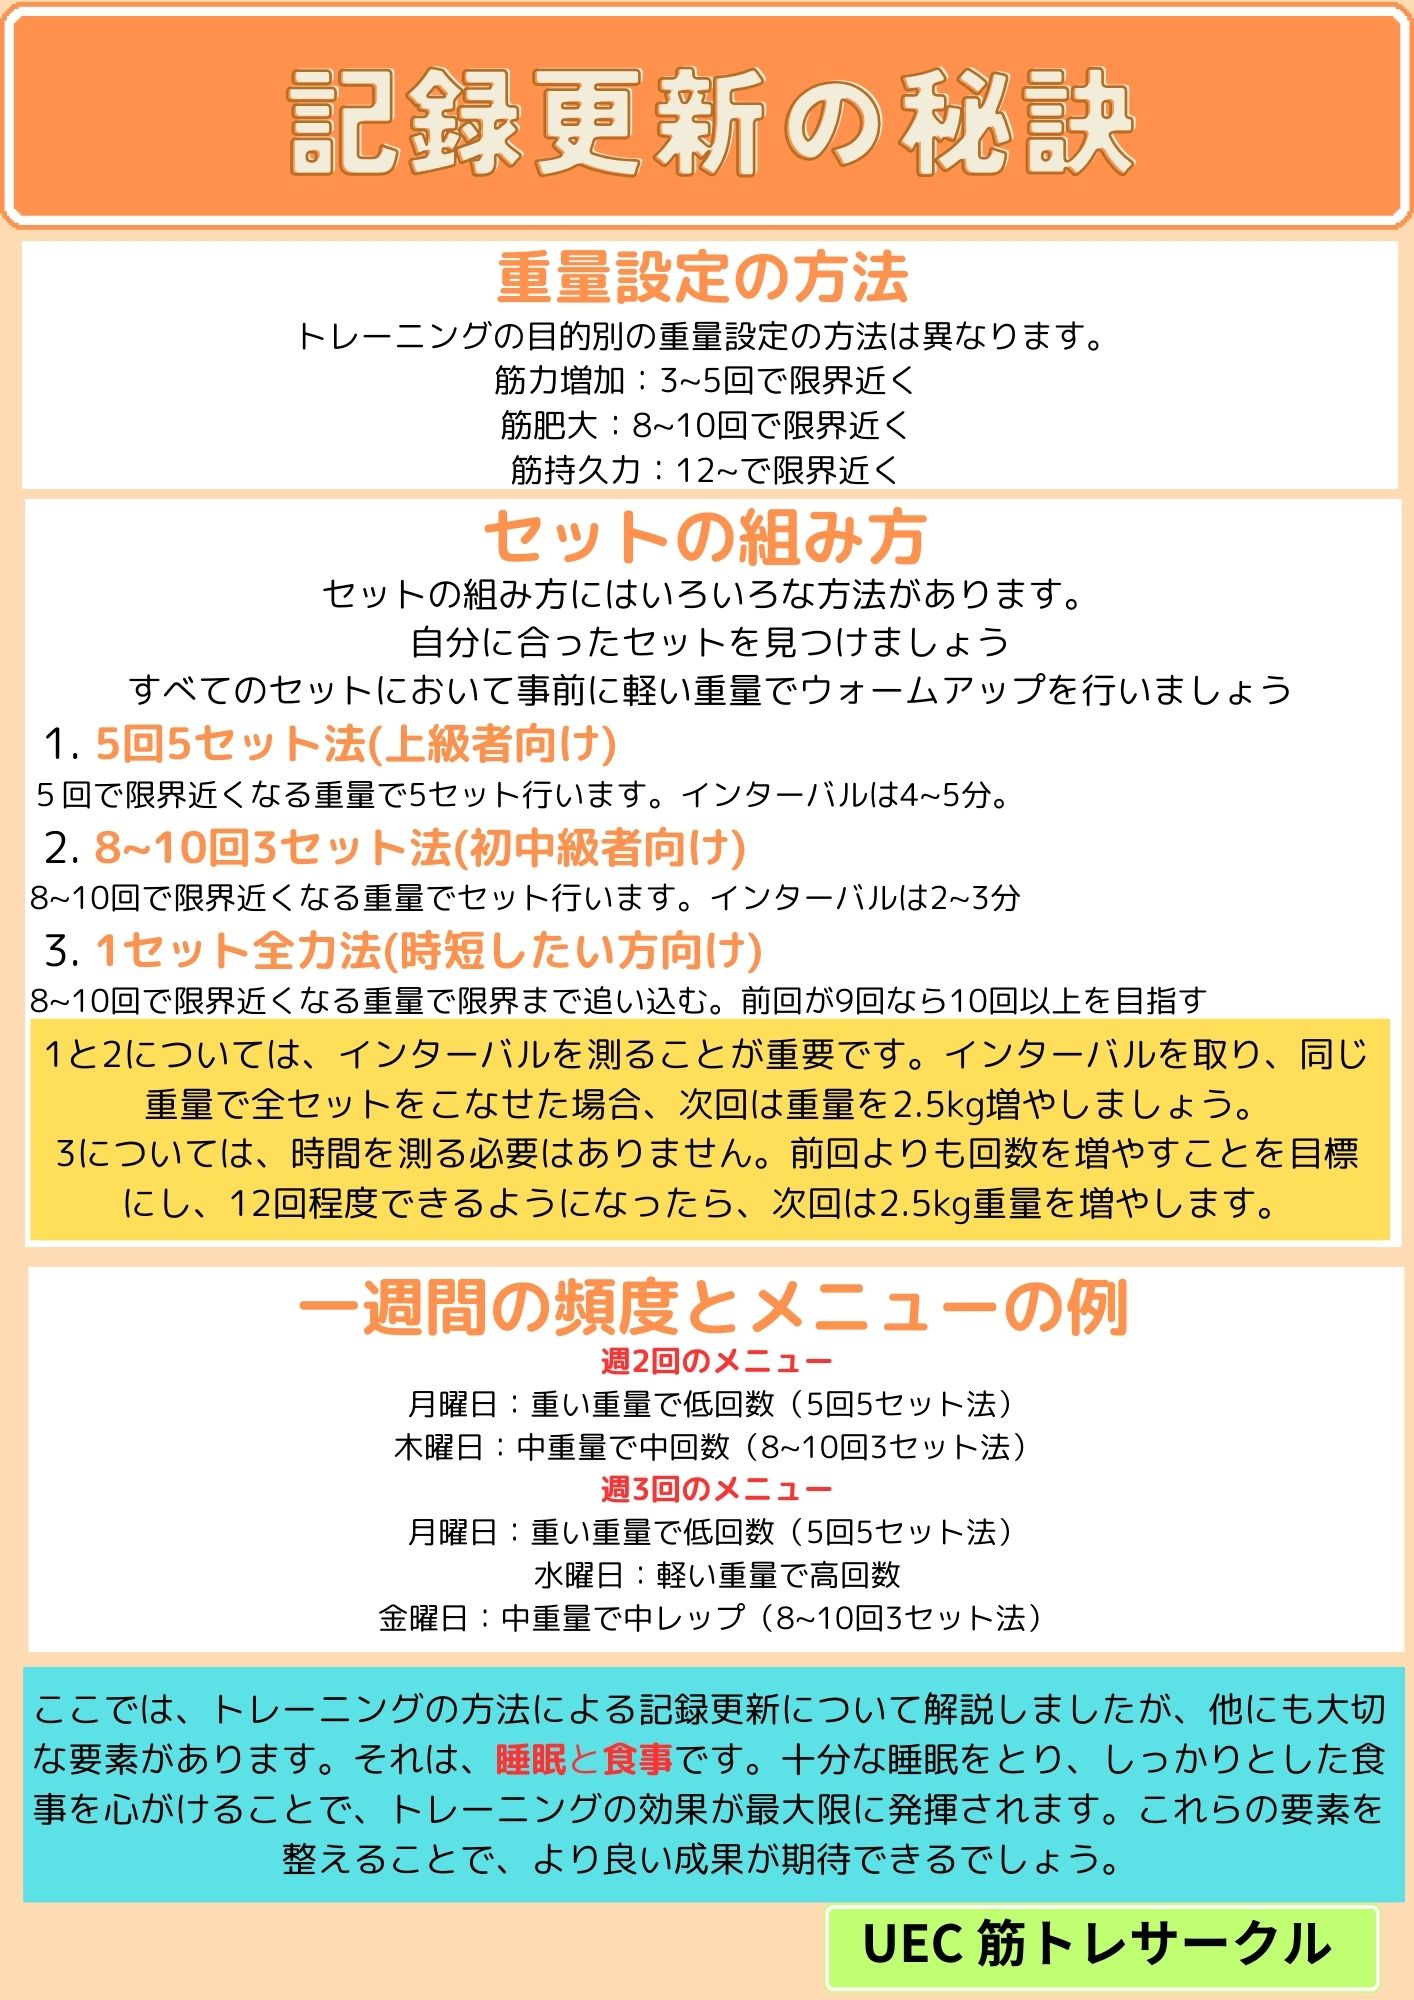 記録更新の秘訣
重量設定の方法
トレーニングの目的別の重量設定の方法は異なります。
筋力増加：3~5回で限界近く
筋肥大：8~10回で限界近く
筋持久力：12~で限界近く
セットの組み方
セットの組み方にはいろいろな方法があります。
自分に合ったセットを見つけましょう
すべてのセットにおいて事前に軽い重量でウォームアップを行いましょう
1. 5回5セット法(上級者向け)
５回で限界近くなる重量で5セット行います。インターバルは4~5分。
2. 8~10回3セット法(初中級者向け)
8~10回で限界近くなる重量でセット行います。インターバルは2~3分
3. 1セット全力法(時短したい方向け)
8~10回で限界近くなる重量で限界まで追い込む。前回が9回なら10回以上を目指す
1と2については、インターバルを測ることが重要です。インターバルを取り、同じ
重量で全セットをこなせた場合、次回は重量を2.5kg増やしましょう。
3については、時間を測る必要はありません。前回よりも回数を増やすことを目標
にし、12回程度できるようになったら、次回は2.5kg重量を増やします。
一週間の頻度とメニューの例
週2回のメニュー
月曜日：重い重量で低回数（5回5セット法）
木曜日：中重量で中回数（8~10回3セット法）
週3回のメニュー
月曜日：重い重量で低回数（5回5セット法）
水曜日：軽い重量で高回数
金曜日：中重量で中レップ（8~10回3セット法）
ここでは、トレーニングの方法による記録更新について解説しましたが、他にも大切
な要素があります。それは、睡眠と食事です。十分な睡眠をとり、しっかりとした食
事を心がけることで、トレーニングの効果が最大限に発揮されます。これらの要素を
整えることで、より良い成果が期待できるでしょう。
UEC 筋トレサークル